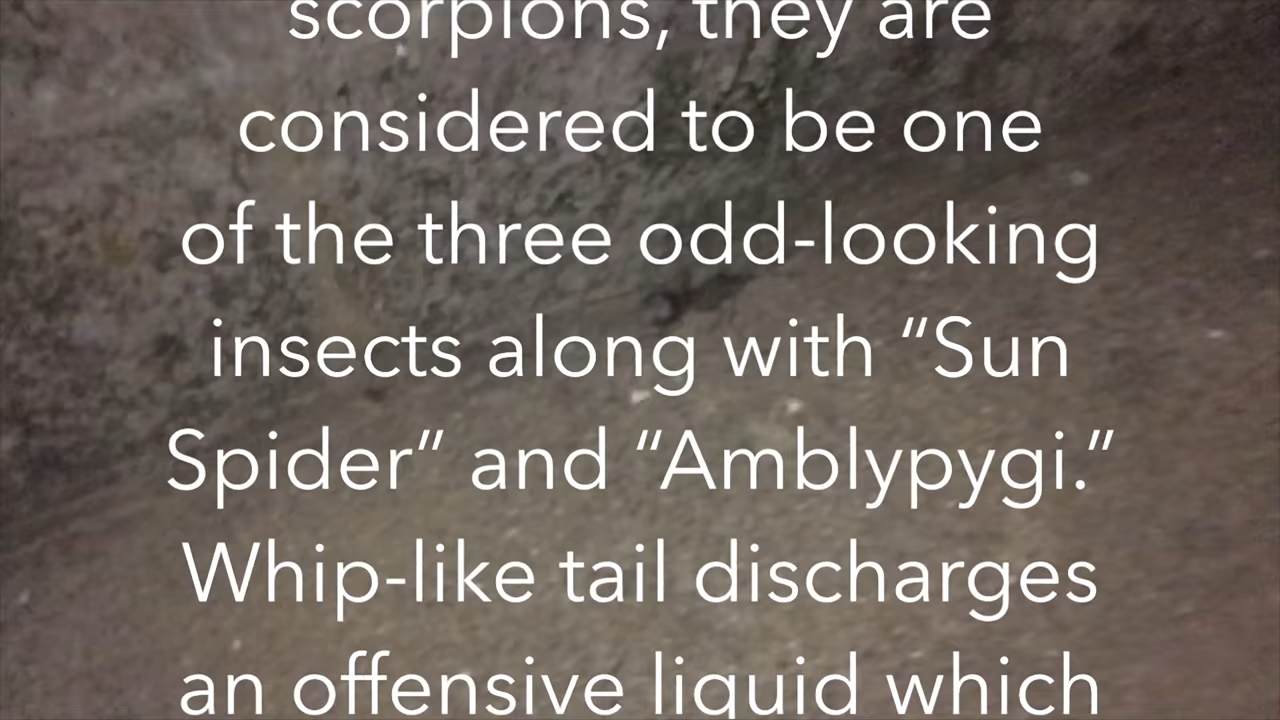 scorpions, they are
considered to be one
of the three odd-looking
insects along with “Sun
Spider” and “Amblypygi.”
Whip-like tail discharges
an offensive liquid which